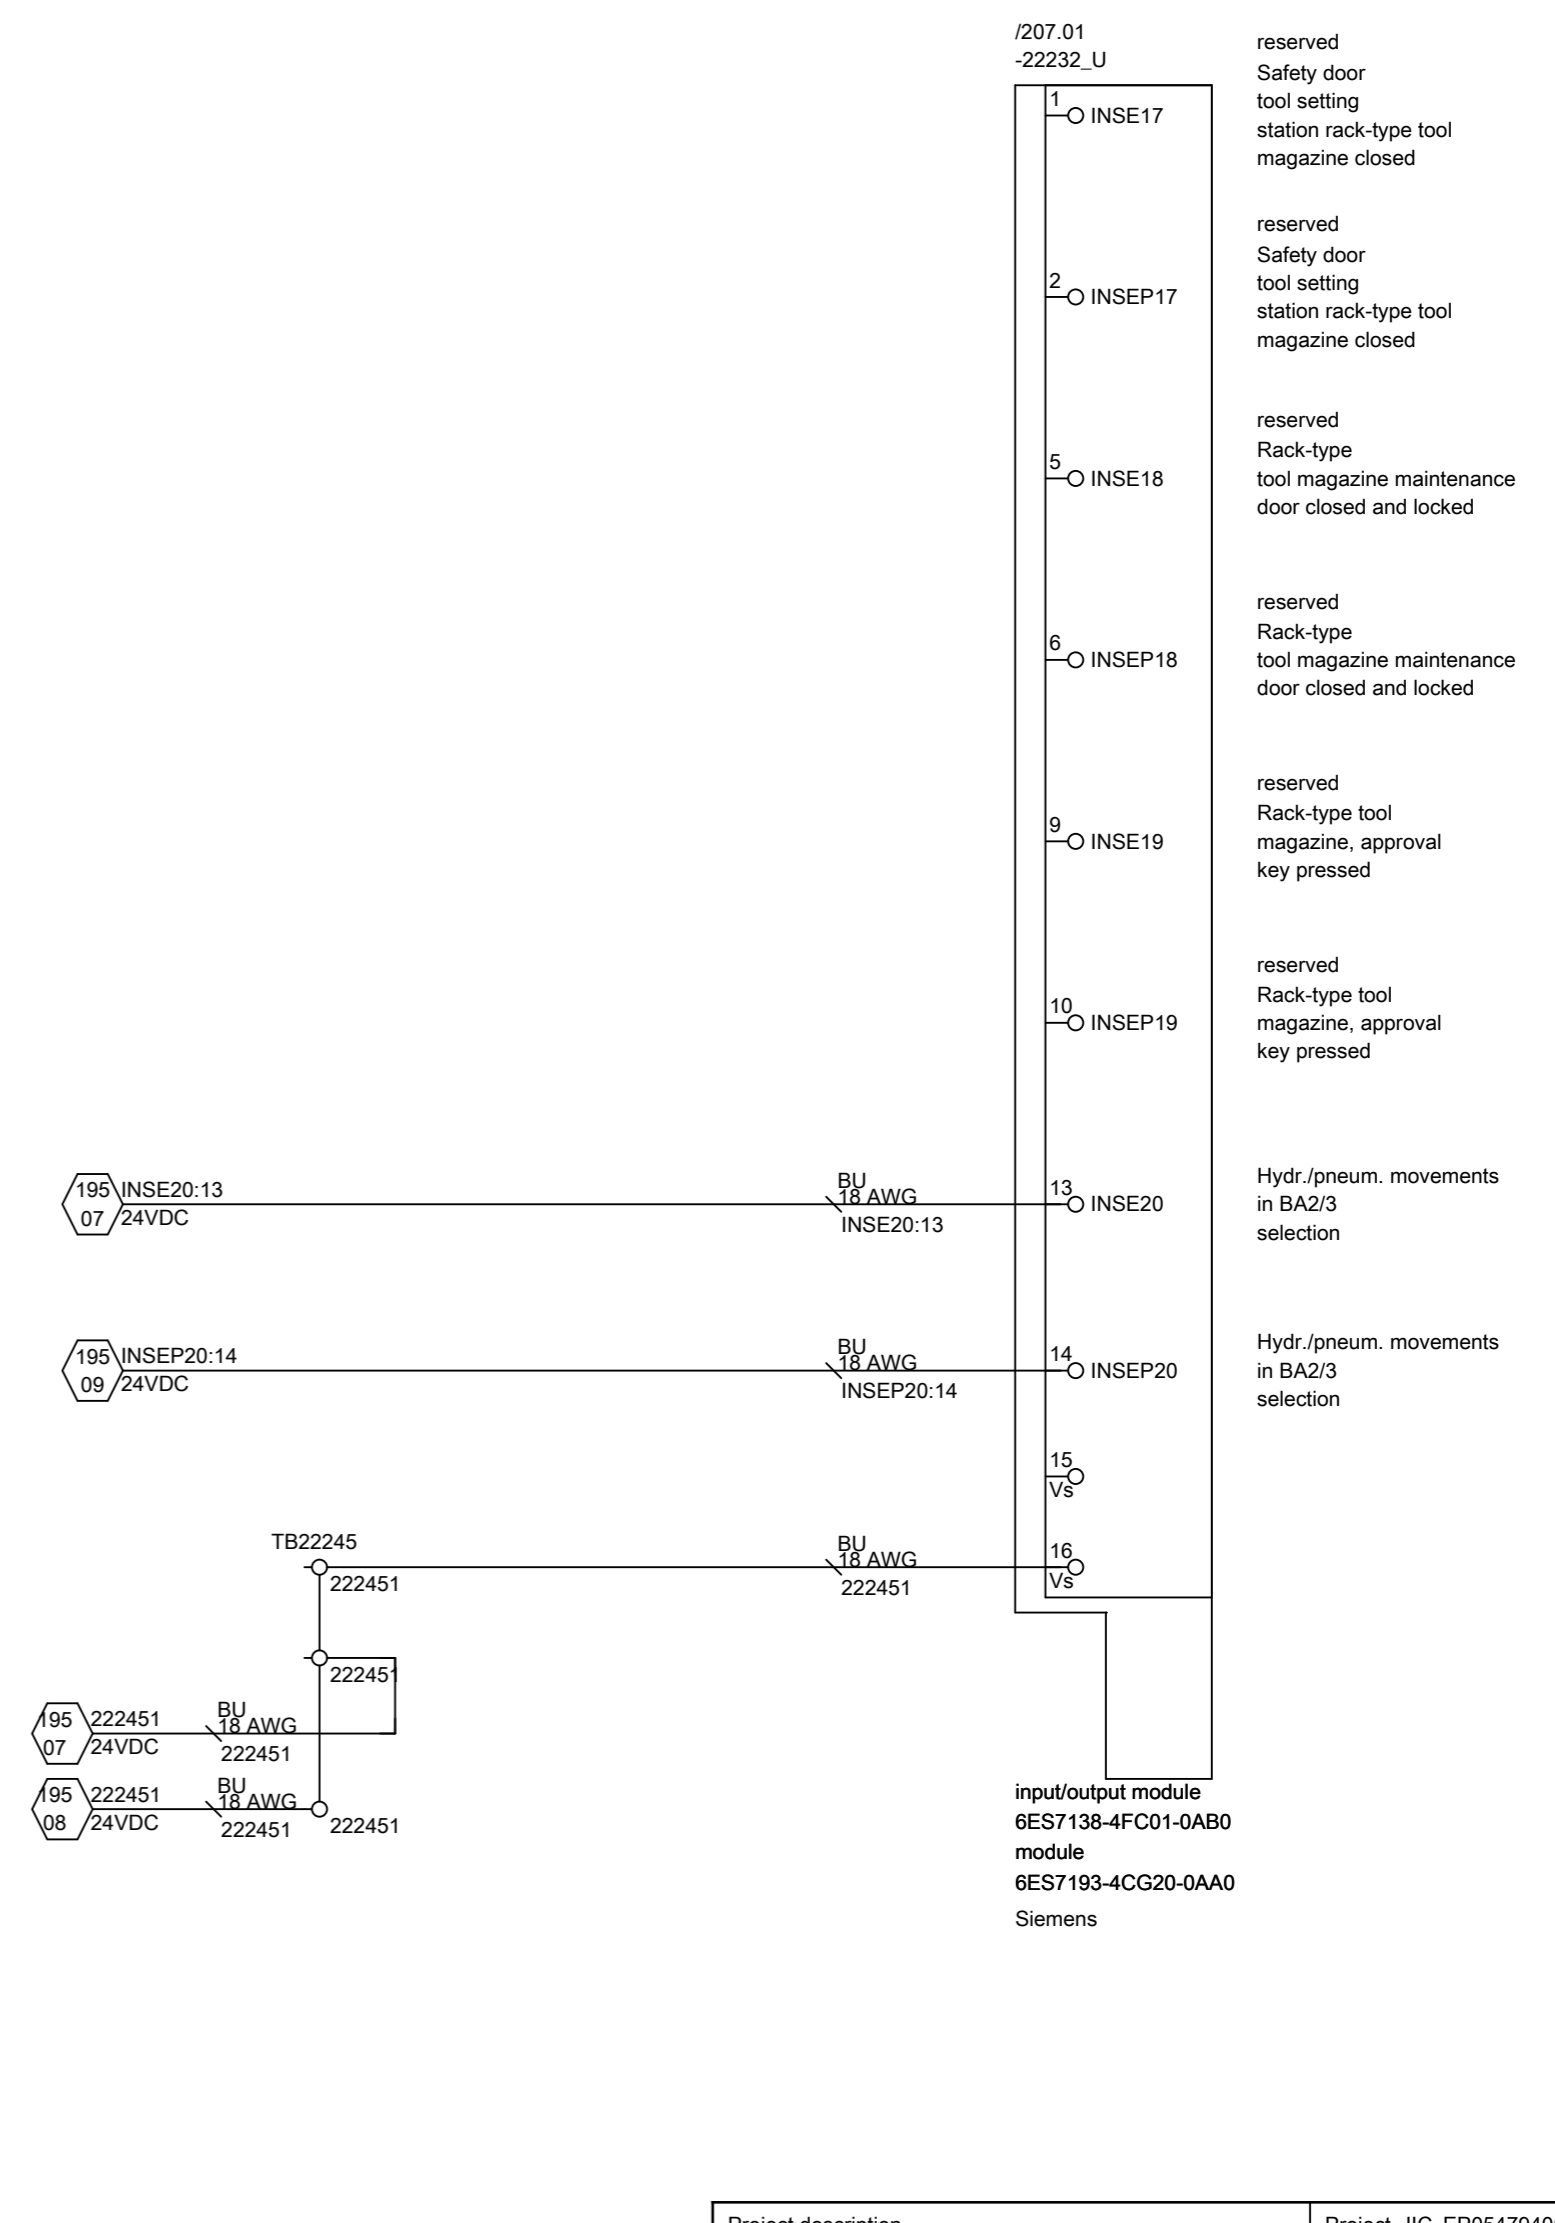 /207.01
-22232_U
1
INSE17
reserved
Safety door
tool setting
station rack-type tool
magazine closed
2
INSEP17
reserved
Safety door
tool setting
station rack-type tool
magazine closed
5
INSE18
reserved
Rack-type
tool magazine maintenance
door closed and locked
6
INSEP18
reserved
Rack-type
tool magazine maintenance
door closed and locked
9
INSE19
reserved
Rack-type tool
magazine, approval
key pressed
10
INSEP19
reserved
Rack-type tool
magazine, approval
key pressed
195
07
INSE20:13
24VDC
BU
18 AWG
INSE20:13
13
INSE20
Hydr./pneum. movements
in BA2/3
selection
195
09
INSEP20:14
24VDC
BU
18 AWG
INSEP20:14
14
INSEP20
Hydr./pneum. movements
in BA2/3
selection
15
Vs
TB22245
222451
BU
18 AWG
222451
16
Vs
222451
195
07
222451
24VDC
BU
18 AWG
222451
195
08
222451
24VDC
BU
18 AWG
222451
222451
input/output module
6ES7138-4FC01-0AB0
module
6ES7193-4CG20-0AA0
Siemens
Project description
Project